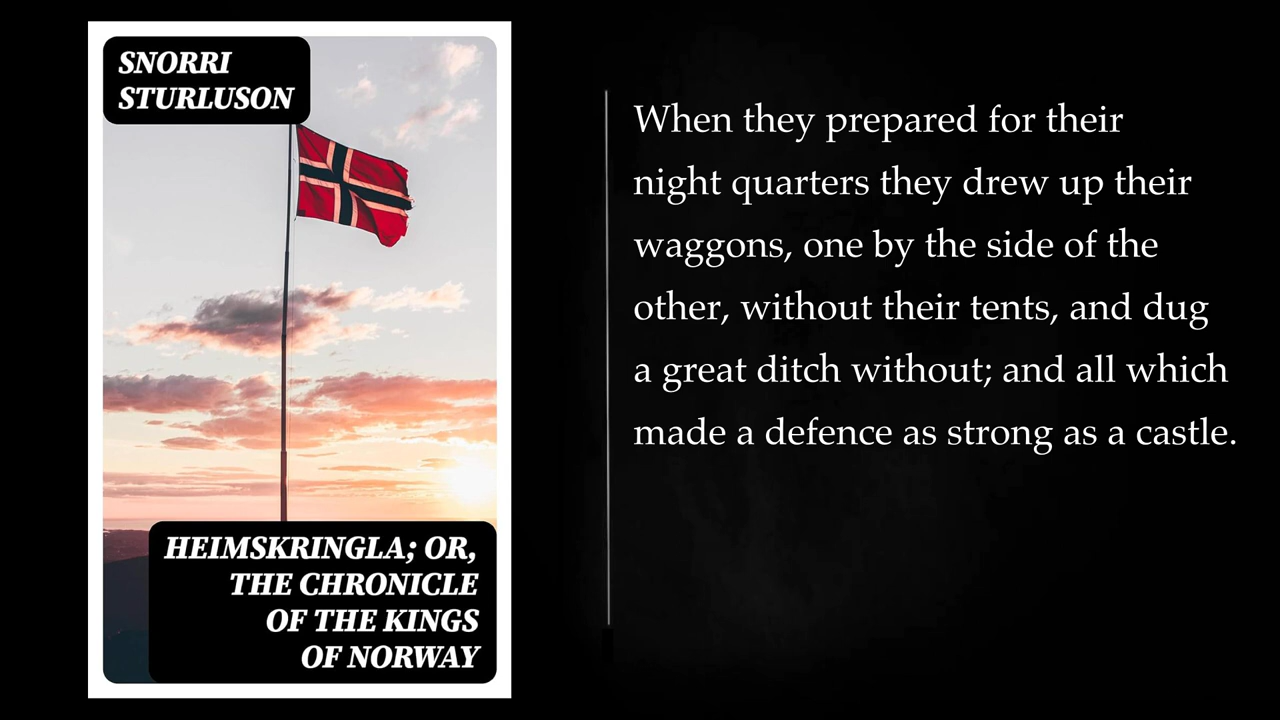 SNORRI
STURLUSON
HEIMSKRINGLA; OR,
THE CHRONICLE
OF THE KINGS
OF NORWAY
When they prepared for their
night quarters they drew up their
waggons, one by the side of the
other, without their tents, and dug
a great ditch without; and all which
made a defence as strong as a castle.